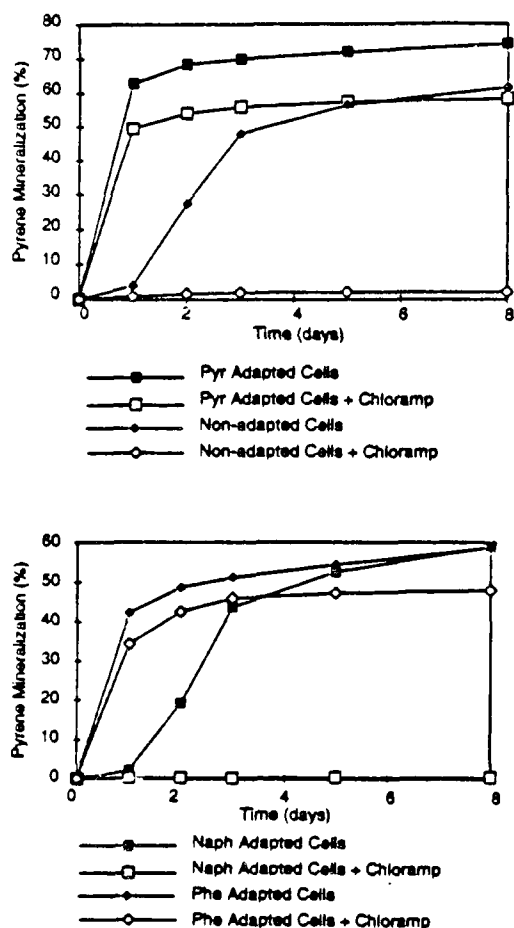 80
70
60
50
40
30
20
10
0
Pyrene Mineralization (%)
0 2 4 6 8
Time (days)
Pyr Adapted Cells
Pyr Adapted Cells + Chloramp
Non-adapted Cells
Non-adapted Cells + Chloramp
60
50
40
30
20
10
0
Pyrene Mineralization (%)
0 2 4 6 8
Time (days)
Naph Adapted Cells
Naph Adapted Cells + Chloramp
Phe Adapted Cells
Phe Adapted Cells + Chloramp